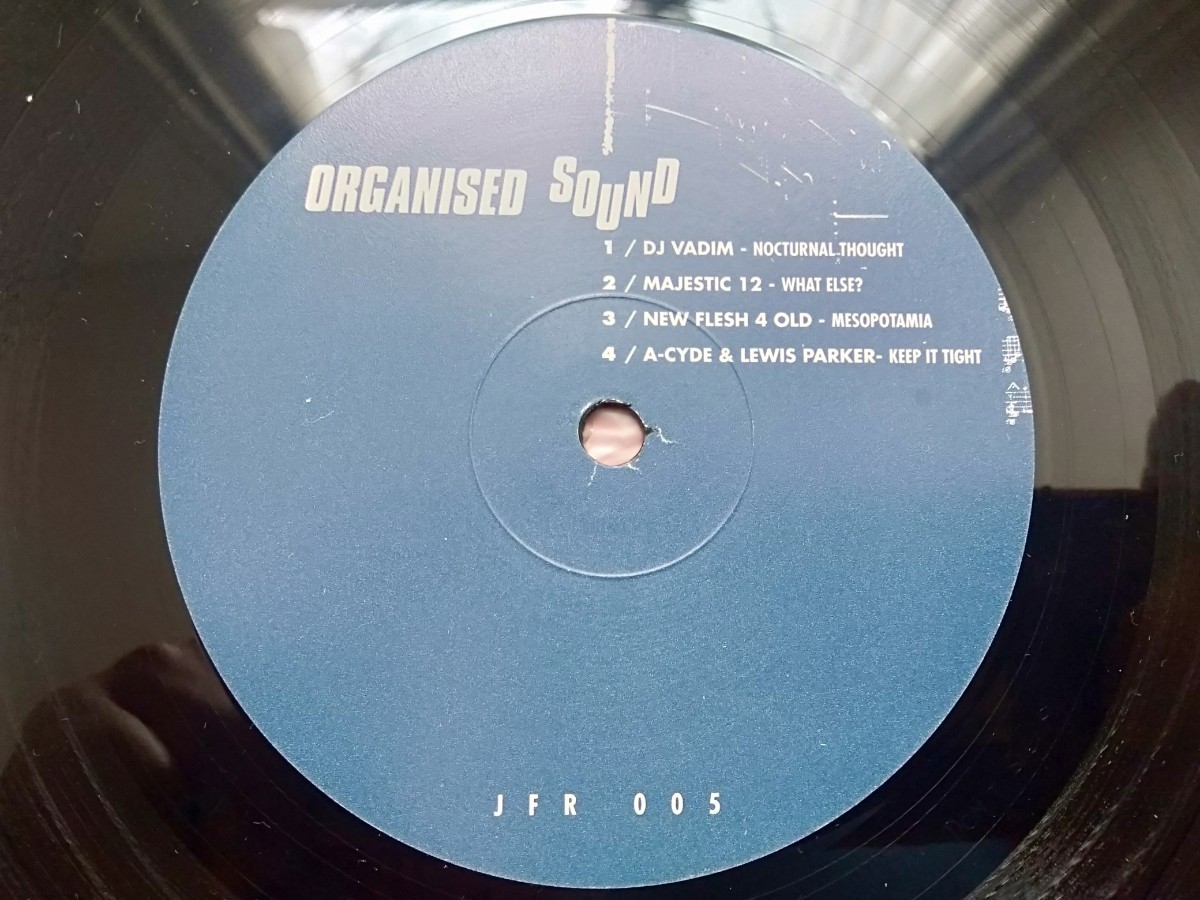 ORGANISED SOUND
1 / DJ VADIM - NOCTURNAL THOUGHT
2 / MAJESTIC 12 - WHAT ELSE?
3 / NEW FLESH 4 OLD - MESOPOTAMIA
4 / A-CYDE & LEWIS PARKER- KEEP IT TIGHT
JFR 005